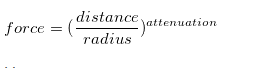 force = (distance/radius)^attenuation